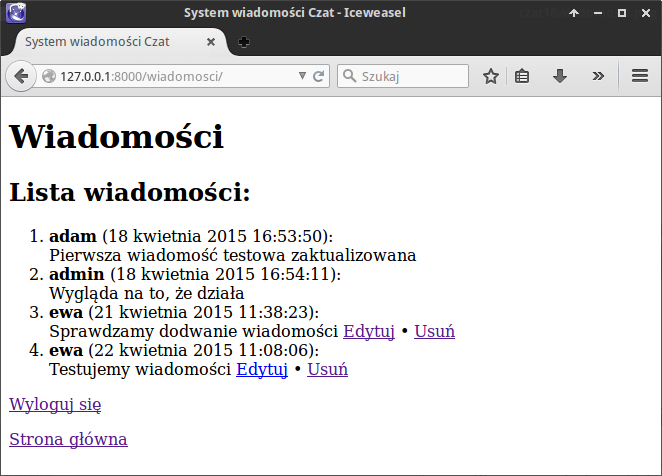 System wiadomości Czat - Iceweasel
System wiadomości Czat
127.0.0.1:8000/wiadomosci/
Szukaj
Wiadomości
Lista wiadomości:
1. adam (18 kwietnia 2015 16:53:50):
Pierwsza wiadomość testowa zaktualizowana
2. admin (18 kwietnia 2015 16:54:11):
Wygląda na to, że działa
3. ewa (21 kwietnia 2015 11:38:23):
Sprawdzamy dodwanie wiadomości Edytuj • Usuń
4. ewa (22 kwietnia 2015 11:08:06):
Testujemy wiadomości Edytuj • Usuń
Wyloguj się
Strona główna